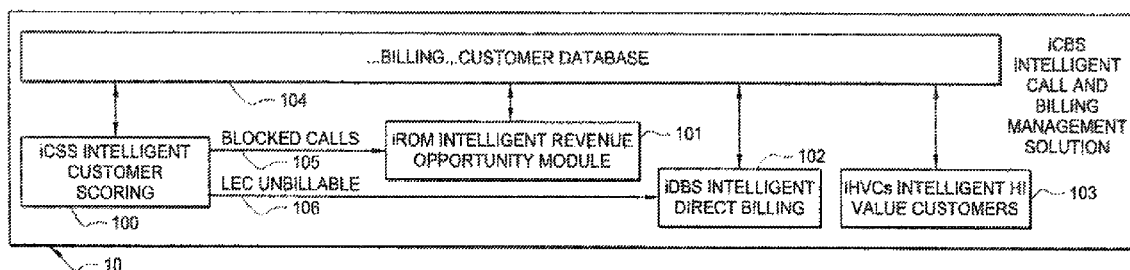 ...BILLING...CUSTOMER DATABASE
iCBS
INTELLIGENT
CALL AND
BILLING
MANAGEMENT
SOLUTION
104
iCSS INTELLIGENT
CUSTOMER
SCORING
100
BLOCKED CALLS
105
LEC UNBILLABLE
106
iROM INTELLIGENT REVENUE
OPPORTUNITY MODULE
101
iDBS INTELLIGENT
DIRECT BILLING
102
iHVCs INTELLIGENT HI
VALUE CUSTOMERS
103
10